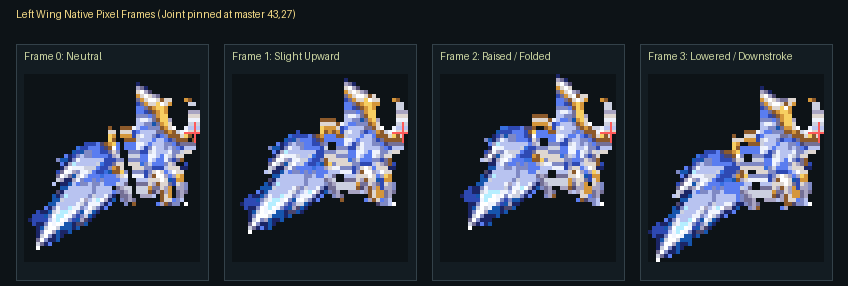 Left Wing Native Pixel Frames (Joint pinned at master 43,27)
Frame 0: Neutral
Frame 1: Slight Upward
Frame 2: Raised / Folded
Frame 3: Lowered / Downstroke